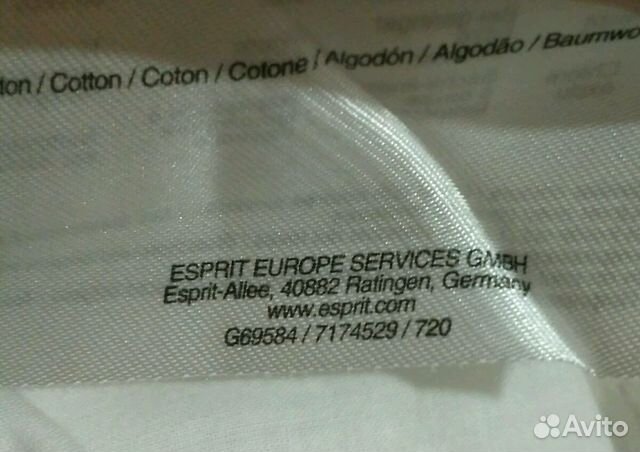 ton / Cotton / Coton / Cotone / Algodón / Algodão / Baumwo
ESPRIT EUROPE SERVICES GMBH
Esprit-Allee, 40882 Ratingen, Germany
www.esprit.com
G69584 / 7174529 / 720
Avito